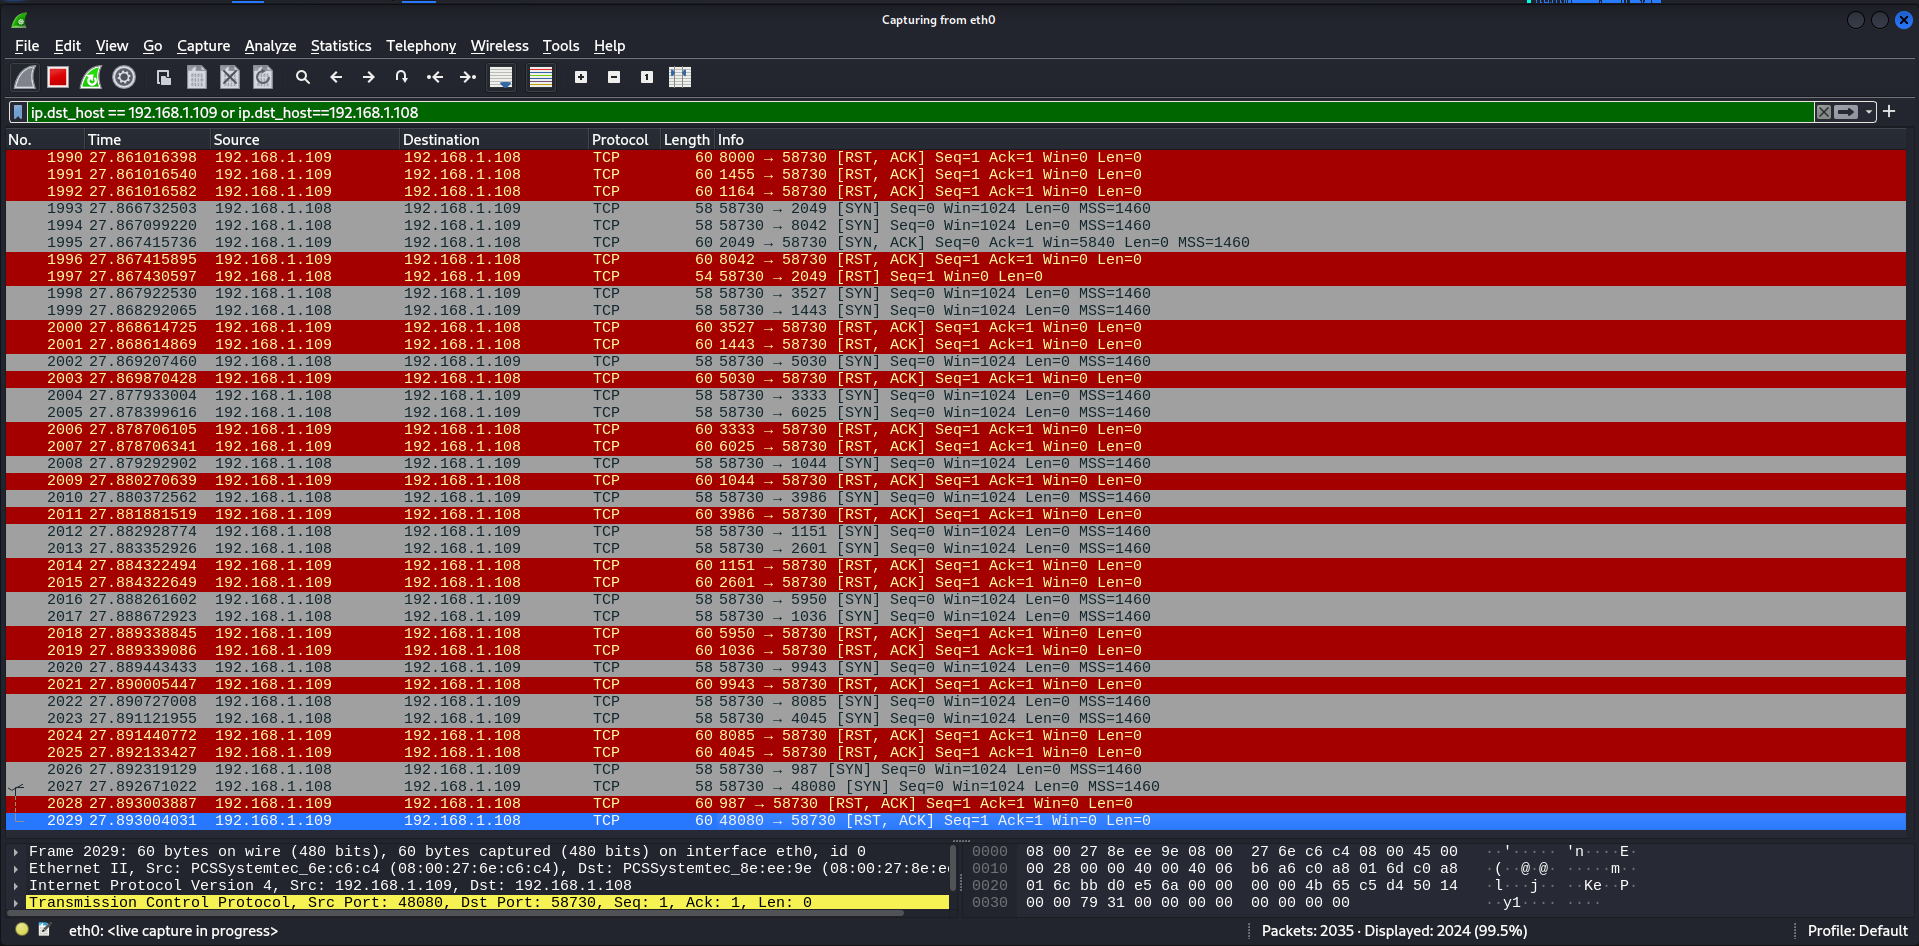 Capturing from eth0
File Edit View Go Capture Analyze Statistics Telephony Wireless Tools Help
ip.dst_host == 192.168.1.109 or ip.dst_host==192.168.1.108
No. Time Source Destination Protocol Length Info
1990 27.861016398 192.168.1.109 192.168.1.108 TCP 60 8000 → 58730 [RST, ACK] Seq=1 Ack=1 Win=0 Len=0
1991 27.861016540 192.168.1.109 192.168.1.108 TCP 60 1455 → 58730 [RST, ACK] Seq=1 Ack=1 Win=0 Len=0
1992 27.861016582 192.168.1.109 192.168.1.108 TCP 60 1164 → 58730 [RST, ACK] Seq=1 Ack=1 Win=0 Len=0
1993 27.866732503 192.168.1.108 192.168.1.109 TCP 58 58730 → 2049 [SYN] Seq=0 Win=1024 Len=0 MSS=1460
1994 27.867099220 192.168.1.108 192.168.1.109 TCP 58 58730 → 8042 [SYN] Seq=0 Win=1024 Len=0 MSS=1460
1995 27.867415736 192.168.1.109 192.168.1.108 TCP 60 2049 → 58730 [SYN, ACK] Seq=0 Ack=1 Win=5840 Len=0 MSS=1460
1996 27.867415895 192.168.1.109 192.168.1.108 TCP 60 8042 → 58730 [RST, ACK] Seq=1 Ack=1 Win=0 Len=0
1997 27.867430597 192.168.1.108 192.168.1.109 TCP 54 58730 → 2049 [RST] Seq=1 Win=0 Len=0
1998 27.867922530 192.168.1.108 192.168.1.109 TCP 58 58730 → 3527 [SYN] Seq=0 Win=1024 Len=0 MSS=1460
1999 27.868292065 192.168.1.108 192.168.1.109 TCP 58 58730 → 1443 [SYN] Seq=0 Win=1024 Len=0 MSS=1460
2000 27.868614725 192.168.1.109 192.168.1.108 TCP 60 3527 → 58730 [RST, ACK] Seq=1 Ack=1 Win=0 Len=0
2001 27.868614869 192.168.1.109 192.168.1.108 TCP 60 1443 → 58730 [RST, ACK] Seq=1 Ack=1 Win=0 Len=0
2002 27.869207460 192.168.1.108 192.168.1.109 TCP 58 58730 → 5030 [SYN] Seq=0 Win=1024 Len=0 MSS=1460
2003 27.869870428 192.168.1.109 192.168.1.108 TCP 60 5030 → 58730 [RST, ACK] Seq=1 Ack=1 Win=0 Len=0
2004 27.877933004 192.168.1.108 192.168.1.109 TCP 58 58730 → 3333 [SYN] Seq=0 Win=1024 Len=0 MSS=1460
2005 27.878399616 192.168.1.108 192.168.1.109 TCP 58 58730 → 6025 [SYN] Seq=0 Win=1024 Len=0 MSS=1460
2006 27.878706105 192.168.1.109 192.168.1.108 TCP 60 3333 → 58730 [RST, ACK] Seq=1 Ack=1 Win=0 Len=0
2007 27.878706341 192.168.1.109 192.168.1.108 TCP 60 6025 → 58730 [RST, ACK] Seq=1 Ack=1 Win=0 Len=0
2008 27.879292902 192.168.1.108 192.168.1.109 TCP 58 58730 → 1044 [SYN] Seq=0 Win=1024 Len=0 MSS=1460
2009 27.880270639 192.168.1.109 192.168.1.108 TCP 60 1044 → 58730 [RST, ACK] Seq=1 Ack=1 Win=0 Len=0
2010 27.880372562 192.168.1.108 192.168.1.109 TCP 58 58730 → 3986 [SYN] Seq=0 Win=1024 Len=0 MSS=1460
2011 27.881881519 192.168.1.109 192.168.1.108 TCP 60 3986 → 58730 [RST, ACK] Seq=1 Ack=1 Win=0 Len=0
2012 27.882928774 192.168.1.108 192.168.1.109 TCP 58 58730 → 1151 [SYN] Seq=0 Win=1024 Len=0 MSS=1460
2013 27.883352926 192.168.1.108 192.168.1.109 TCP 58 58730 → 2601 [SYN] Seq=0 Win=1024 Len=0 MSS=1460
2014 27.884322494 192.168.1.109 192.168.1.108 TCP 60 1151 → 58730 [RST, ACK] Seq=1 Ack=1 Win=0 Len=0
2015 27.884322649 192.168.1.109 192.168.1.108 TCP 60 2601 → 58730 [RST, ACK] Seq=1 Ack=1 Win=0 Len=0
2016 27.888261602 192.168.1.108 192.168.1.109 TCP 58 58730 → 5950 [SYN] Seq=0 Win=1024 Len=0 MSS=1460
2017 27.888672923 192.168.1.108 192.168.1.109 TCP 58 58730 → 1036 [SYN] Seq=0 Win=1024 Len=0 MSS=1460
2018 27.889338845 192.168.1.109 192.168.1.108 TCP 60 5950 → 58730 [RST, ACK] Seq=1 Ack=1 Win=0 Len=0
2019 27.889339086 192.168.1.109 192.168.1.108 TCP 60 1036 → 58730 [RST, ACK] Seq=1 Ack=1 Win=0 Len=0
2020 27.889443433 192.168.1.108 192.168.1.109 TCP 58 58730 → 9943 [SYN] Seq=0 Win=1024 Len=0 MSS=1460
2021 27.890005447 192.168.1.109 192.168.1.108 TCP 60 9943 → 58730 [RST, ACK] Seq=1 Ack=1 Win=0 Len=0
2022 27.890727008 192.168.1.108 192.168.1.109 TCP 58 58730 → 8085 [SYN] Seq=0 Win=1024 Len=0 MSS=1460
2023 27.891121955 192.168.1.108 192.168.1.109 TCP 58 58730 → 4045 [SYN] Seq=0 Win=1024 Len=0 MSS=1460
2024 27.891440772 192.168.1.109 192.168.1.108 TCP 60 8085 → 58730 [RST, ACK] Seq=1 Ack=1 Win=0 Len=0
2025 27.892133427 192.168.1.109 192.168.1.108 TCP 60 4045 → 58730 [RST, ACK] Seq=1 Ack=1 Win=0 Len=0
2026 27.892319129 192.168.1.108 192.168.1.109 TCP 58 58730 → 987 [SYN] Seq=0 Win=1024 Len=0 MSS=1460
2027 27.892671022 192.168.1.108 192.168.1.109 TCP 58 58730 → 48080 [SYN] Seq=0 Win=1024 Len=0 MSS=1460
2028 27.893003887 192.168.1.109 192.168.1.108 TCP 60 987 → 58730 [RST, ACK] Seq=1 Ack=1 Win=0 Len=0
2029 27.893004031 192.168.1.109 192.168.1.108 TCP 60 48080 → 58730 [RST, ACK] Seq=1 Ack=1 Win=0 Len=0
Frame 2029: 60 bytes on wire (480 bits), 60 bytes captured (480 bits) on interface eth0, id 0
Ethernet II, Src: PCSSystemtec_6e:c6:c4 (08:00:27:6e:c6:c4), Dst: PCSSystemtec_8e:ee:9e (08:00:27:8e:e
Internet Protocol Version 4, Src: 192.168.1.109, Dst: 192.168.1.108
Transmission Control Protocol, Src Port: 48080, Dst Port: 58730, Seq: 1, Ack: 1, Len: 0
0000 08 00 27 8e ee 9e 08 00 27 6e c6 c4 08 00 45 00 ··'····· 'n····E·
0010 00 28 00 00 40 00 40 06 b6 a6 c0 a8 01 6d c0 a8 ·(··@·@· ·····m··
0020 01 6c bb d0 e5 6a 00 00 00 00 4b 65 c5 d4 50 14 ·l···j·· ··Ke··P·
0030 00 00 79 31 00 00 00 00 00 00 00 00 ··y1···· ····
eth0: <live capture in progress>
Packets: 2035 · Displayed: 2024 (99.5%)
Profile: Default